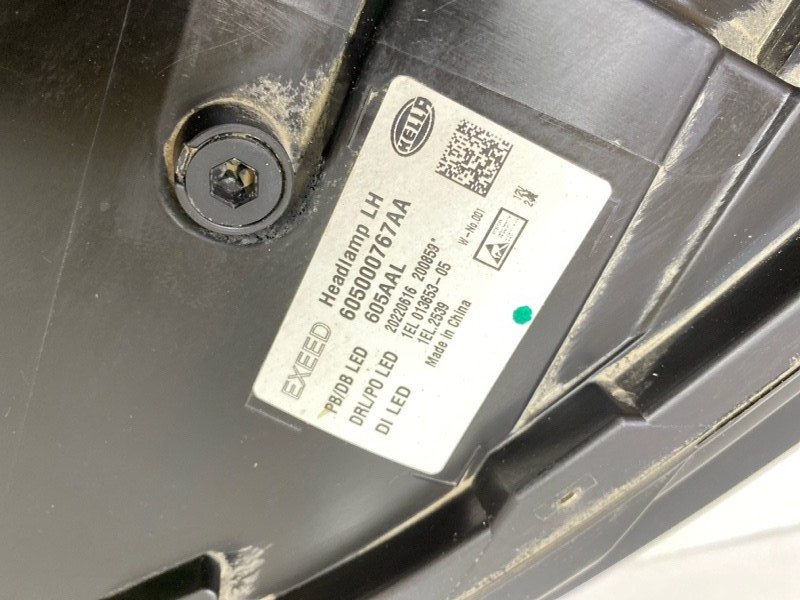 HELLA
EXEED Headlamp LH
605000767AA
605AAL
PB/DB LED 20220616 200859*
DRL/PO LED 1EL 013653-05
DI LED 1EL.2539
Made in China
W-No.001
12V